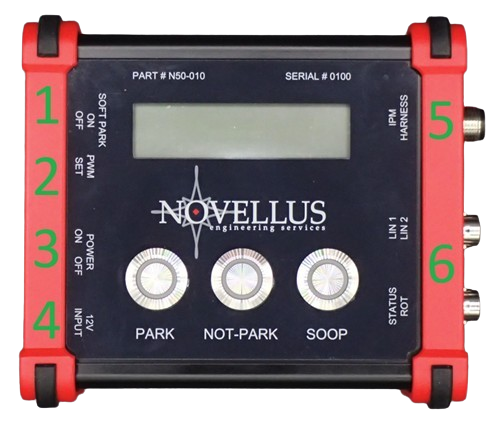 PART # N50-010
SERIAL # 0100
1
SOFT PARK
ON
OFF
2
PWM
SET
3
POWER
ON OFF
4
12V
INPUT
NOVELLUS
engineering services
PARK
NOT-PARK
SOOP
5
IPM
HARNESS
LIN 1
LIN 2
6
STATUS
ROT